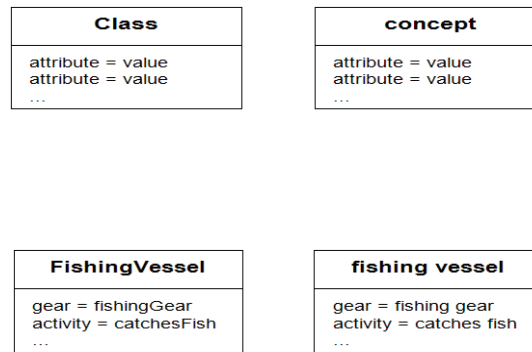 Class
attribute = value
attribute = value
...
concept
attribute = value
attribute = value
...
FishingVessel
gear = fishingGear
activity = catchesFish
...
fishing vessel
gear = fishing gear
activity = catches fish
...